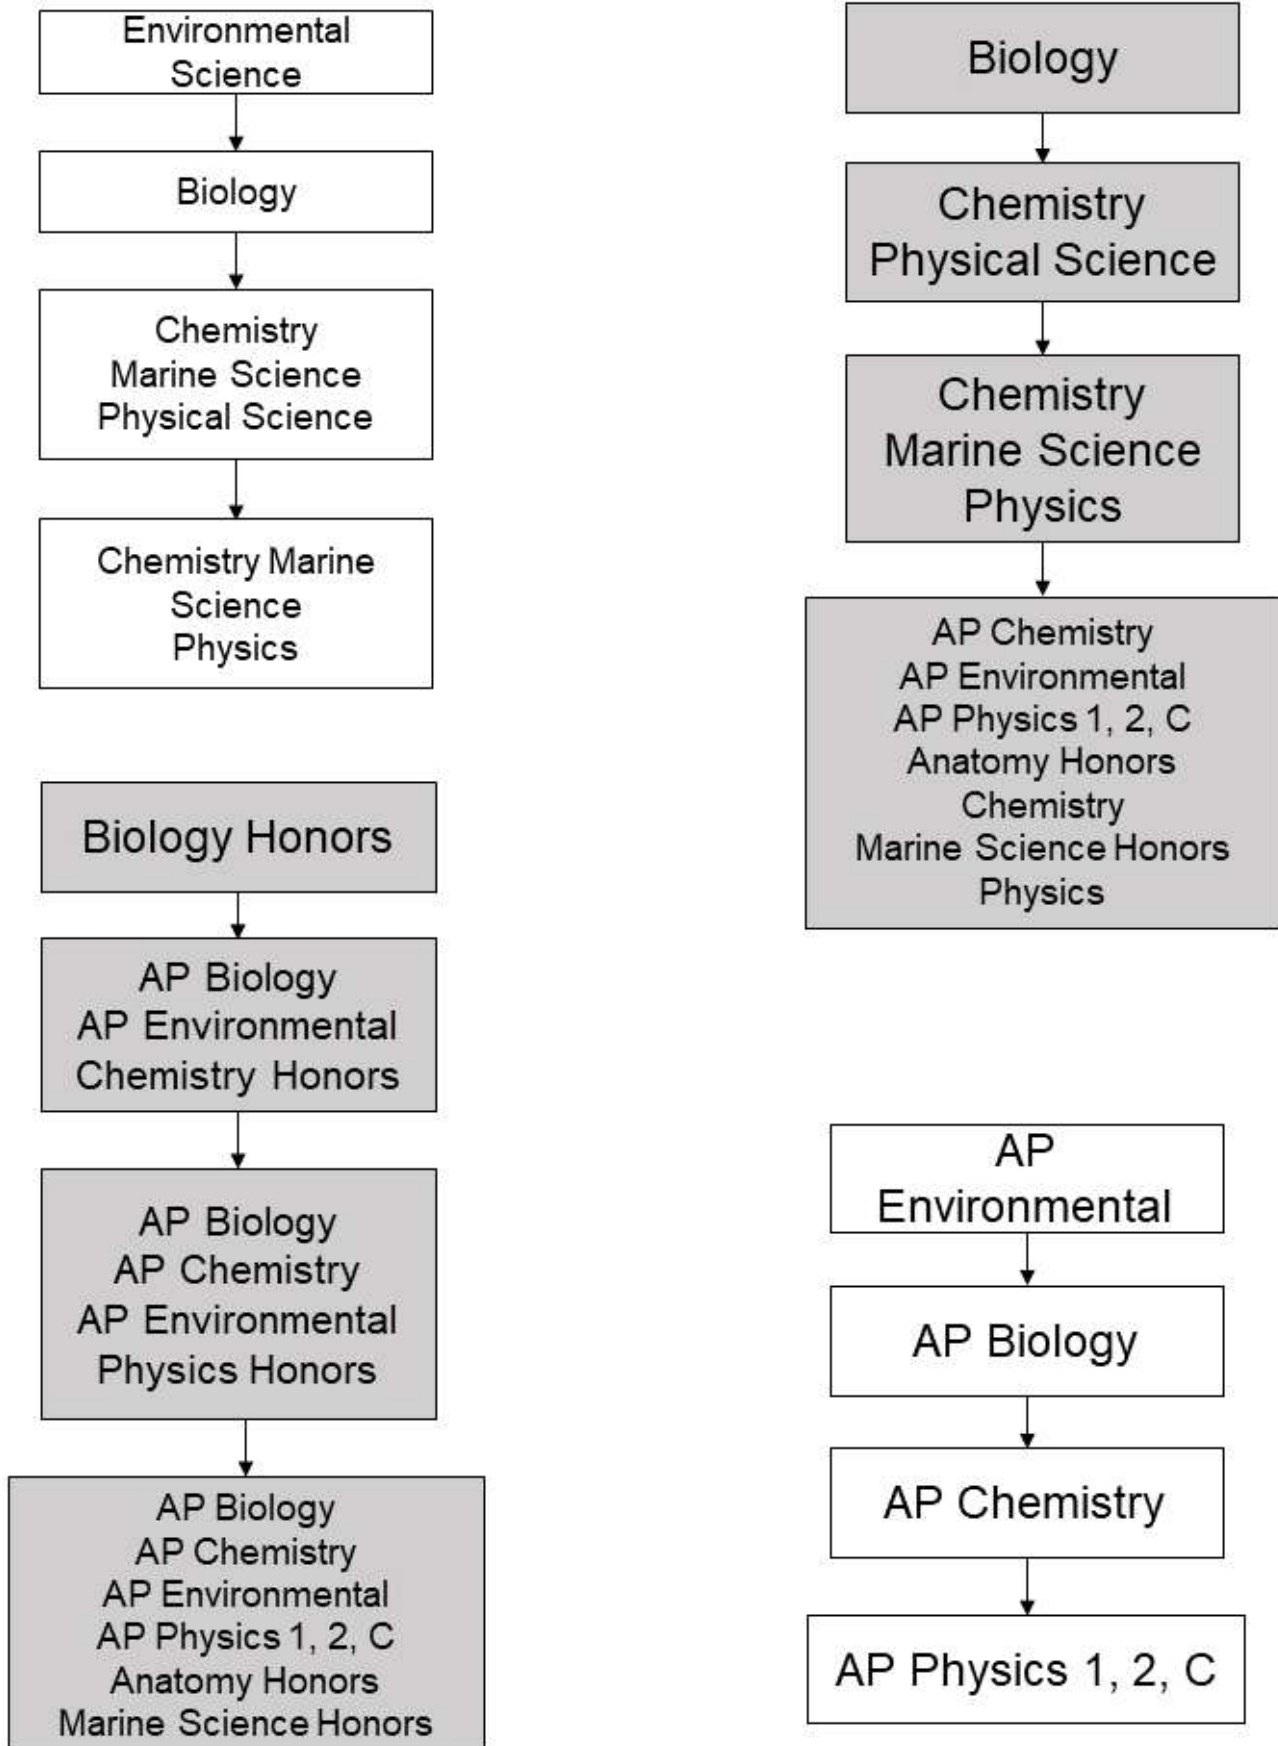 Environmental
Science
Biology
Chemistry
Marine Science
Physical Science
Chemistry Marine
Science
Physics
Biology
Chemistry
Physical Science
Chemistry
Marine Science
Physics
AP Chemistry
AP Environmental
AP Physics 1, 2, C
Anatomy Honors
Chemistry
Marine Science Honors
Physics
Biology Honors
AP Biology
AP Environmental
Chemistry Honors
AP Biology
AP Chemistry
AP Environmental
Physics Honors
AP Biology
AP Chemistry
AP Environmental
AP Physics 1, 2, C
Anatomy Honors
Marine Science Honors
AP
Environmental
AP Biology
AP Chemistry
AP Physics 1, 2, C